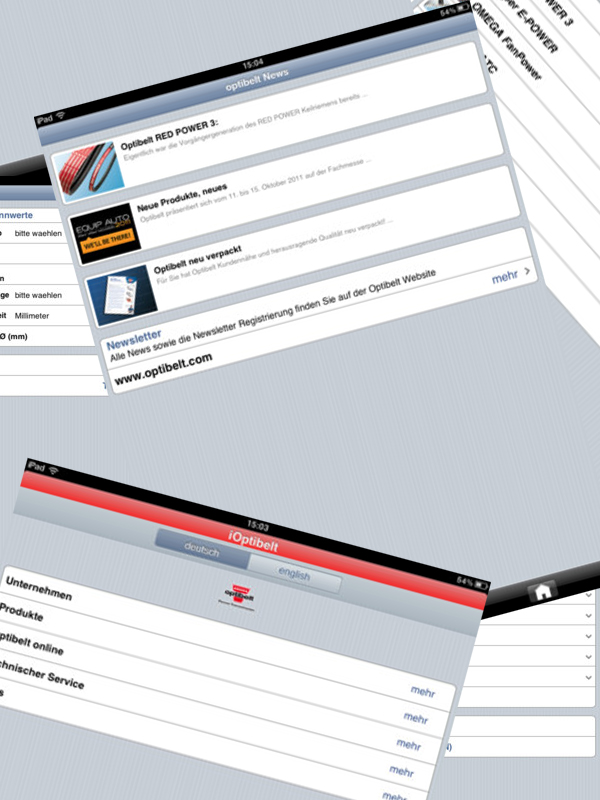 WER 3
E-POWER
OMEGA FanPower
iPad
15:04
54%
optibelt News
Optibelt RED POWER 3:
Eigentlich war die Vorgängergeneration des RED POWER Keilriemens bereits ...
Neue Produkte, neues
Optibelt präsentiert sich vom 11. bis 15. Oktober 2011 auf der Fachmesse ...
EQUIP AUTO
WE'LL BE THERE!
Optibelt neu verpackt
Für Sie hat Optibelt Kundennähe und herausragende Qualität neu verpackt! ...
Newsletter
Alle News sowie die Newsletter Registrierung finden Sie auf der Optibelt Website
mehr
www.optibelt.com
nnwerte
bitte waehlen
ge bitte waehlen
eit Millimeter
Ø (mm)
iPad
15:03
54%
iOptibelt
deutsch
english
optibelt
Unternehmen
mehr
Produkte
mehr
ptibelt online
mehr
chnischer Service
mehr
s
mehr